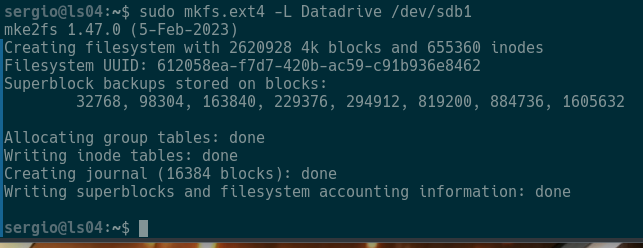 sergio@ls04:~$ sudo mkfs.ext4 -L Datadrive /dev/sdb1
mke2fs 1.47.0 (5-Feb-2023)
Creating filesystem with 2620928 4k blocks and 655360 inodes
Filesystem UUID: 612058ea-f7d7-420b-ac59-c91b936e8462
Superblock backups stored on blocks:
32768, 98304, 163840, 229376, 294912, 819200, 884736, 1605632
Allocating group tables: done
Writing inode tables: done
Creating journal (16384 blocks): done
Writing superblocks and filesystem accounting information: done
sergio@ls04:~$